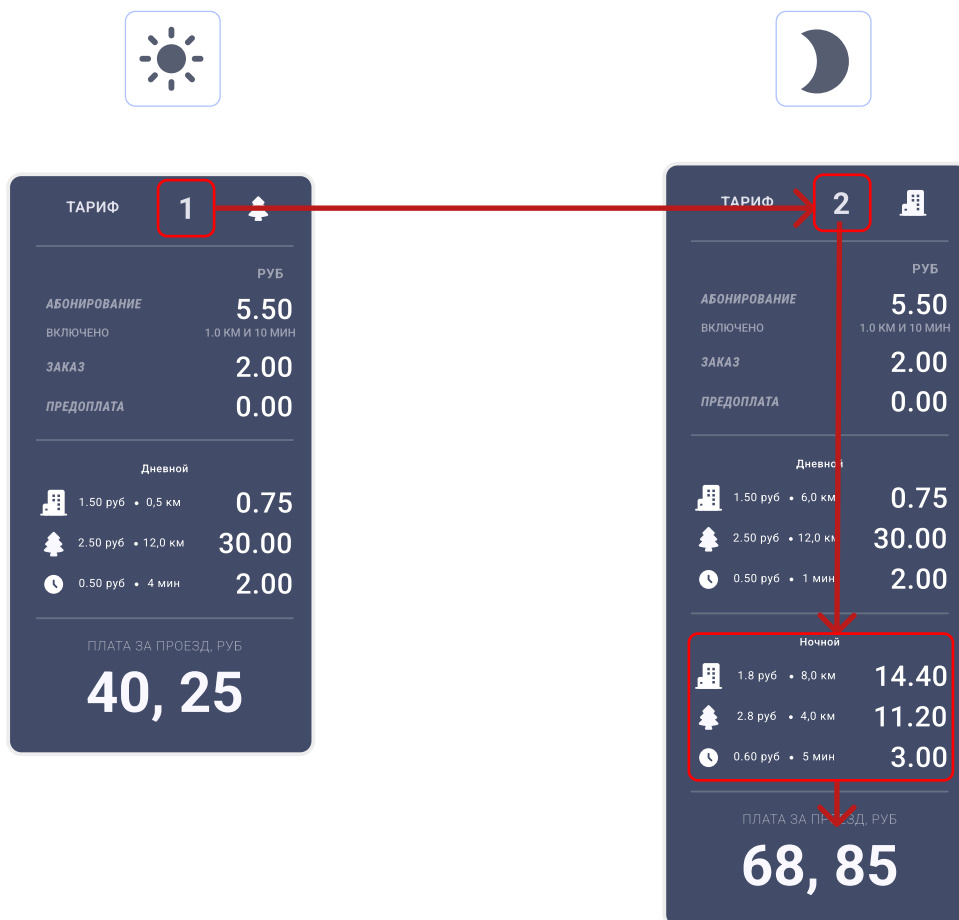 ТАРИФ 1
РУБ
АБОНИРОВАНИЕ 5.50
ВКЛЮЧЕНО 1.0 КМ И 10 МИН
ЗАКАЗ 2.00
ПРЕДОПЛАТА 0.00
Дневной
1.50 руб • 0,5 км 0.75
2.50 руб • 12,0 км 30.00
0.50 руб • 4 мин 2.00
ПЛАТА ЗА ПРОЕЗД, РУБ
40, 25
ТАРИФ 2
РУБ
АБОНИРОВАНИЕ 5.50
ВКЛЮЧЕНО 1.0 КМ И 10 МИН
ЗАКАЗ 2.00
ПРЕДОПЛАТА 0.00
Дневной
1.50 руб • 6,0 км 0.75
2.50 руб • 12,0 км 30.00
0.50 руб • 1 мин 2.00
Ночной
1.8 руб • 8,0 км 14.40
2.8 руб • 4,0 км 11.20
0.60 руб • 5 мин 3.00
ПЛАТА ЗА ПРОЕЗД, РУБ
68, 85